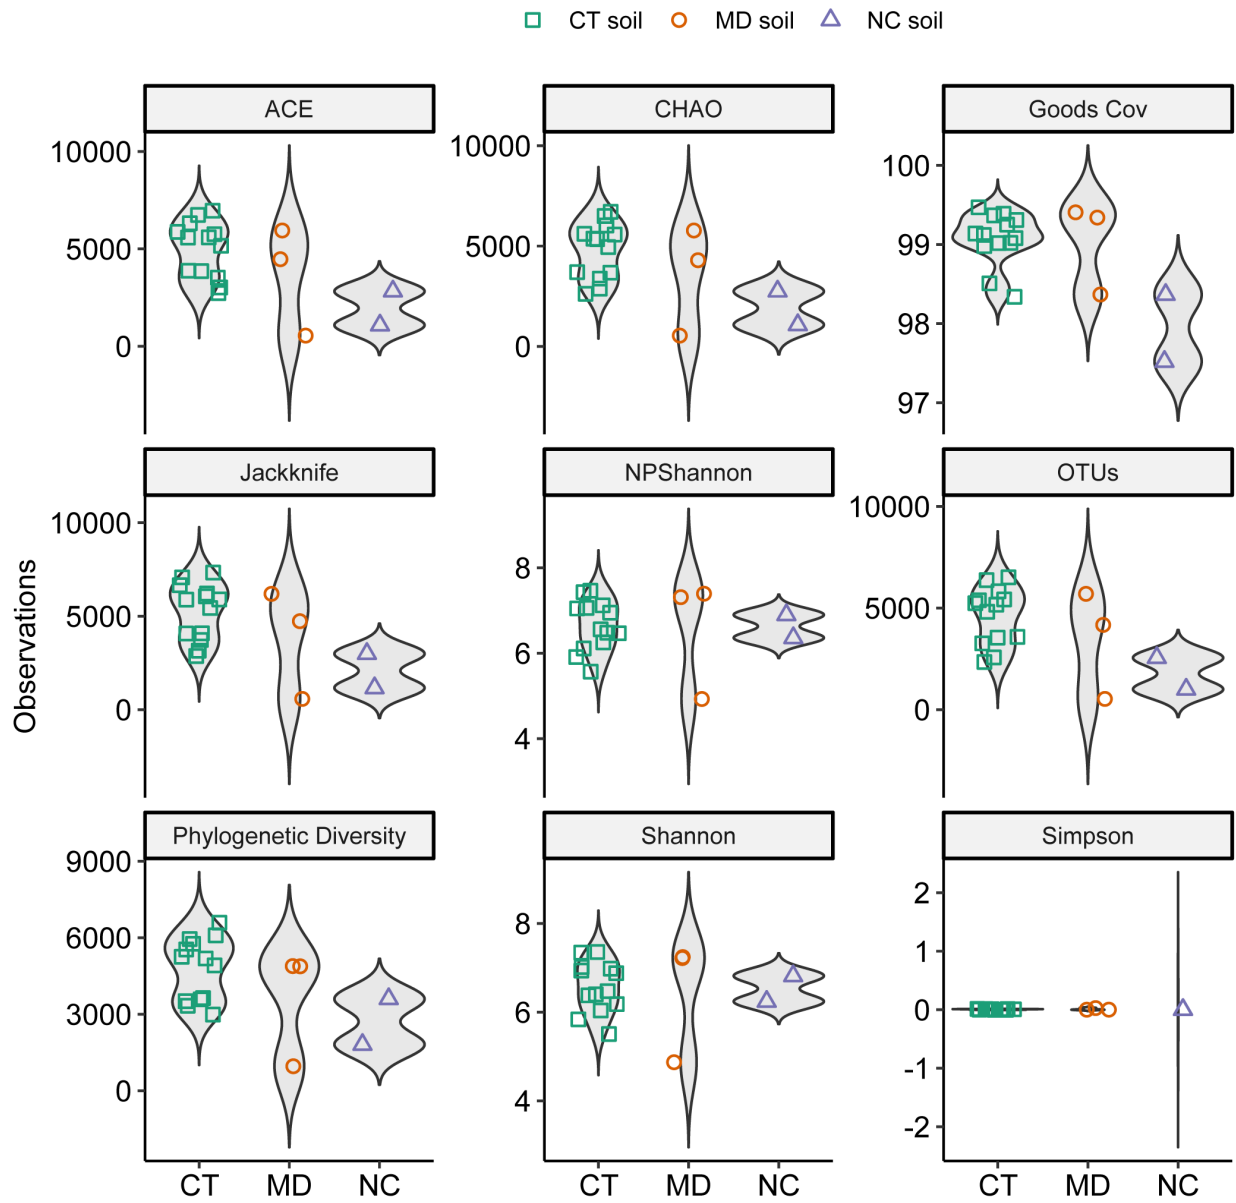 CT soil MD soil NC soil
ACE CHAO Goods Cov
10000 10000 100
5000 5000 99
0 0 98
97
Jackknife NPShannon OTUs
10000 8 10000
5000 6 5000
0 4 0
Phylogenetic Diversity Shannon Simpson
9000 8 2
6000 6 1
3000 4 0
0 -1
-2
Observations
CT MD NC CT MD NC CT MD NC